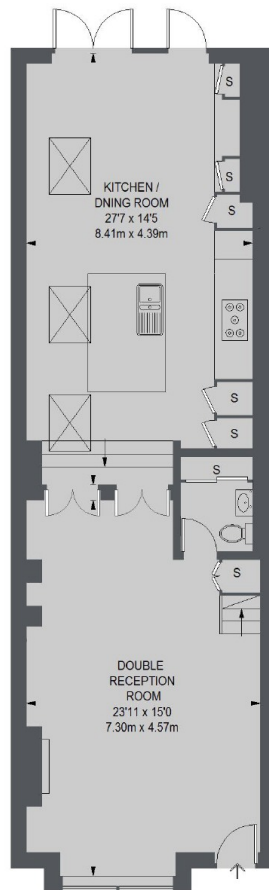 S
S
KITCHEN /
DNING ROOM
27'7 x 14'5
8.41m x 4.39m
S
S
S
S
S
DOUBLE
RECEPTION
ROOM
23'11 x 15'0
7.30m x 4.57m